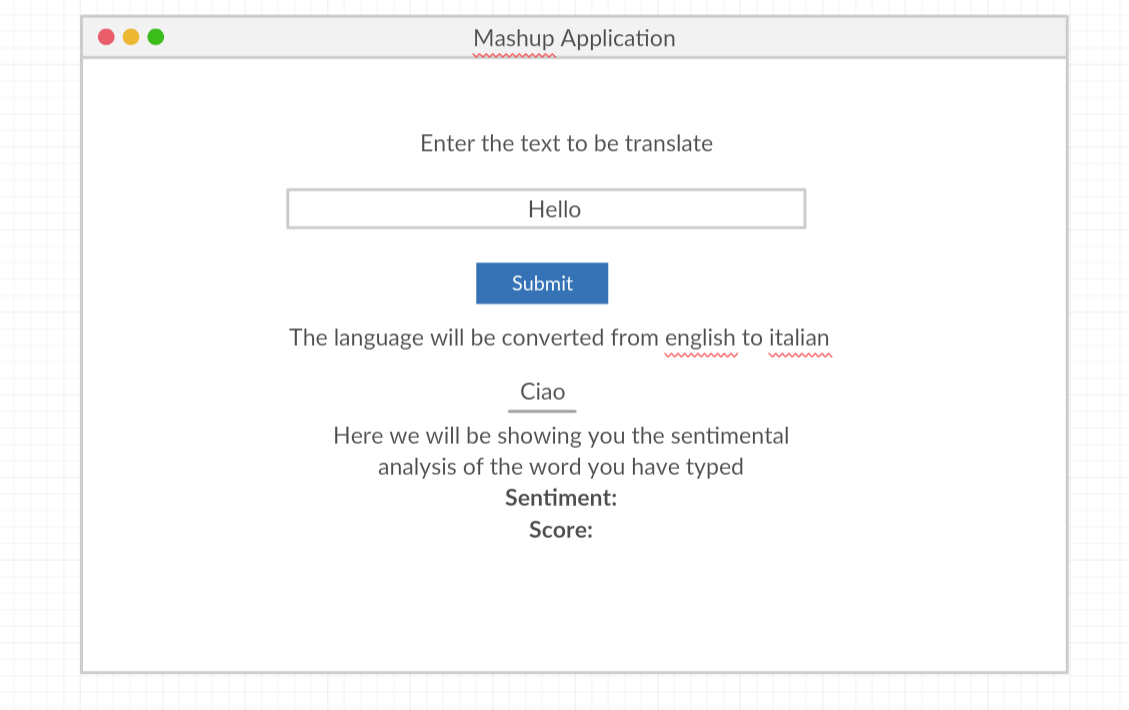 Mashup Application
Enter the text to be translate
Hello
Submit
The language will be converted from english to italian
Ciao
Here we will be showing you the sentimental
analysis of the word you have typed
Sentiment:
Score: